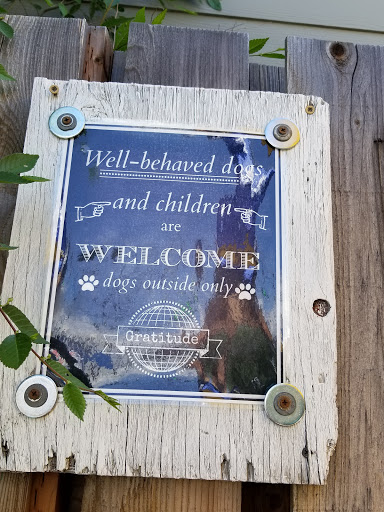 Well-behaved dogs
and children
are
WELCOME
dogs outside only
Gratitude